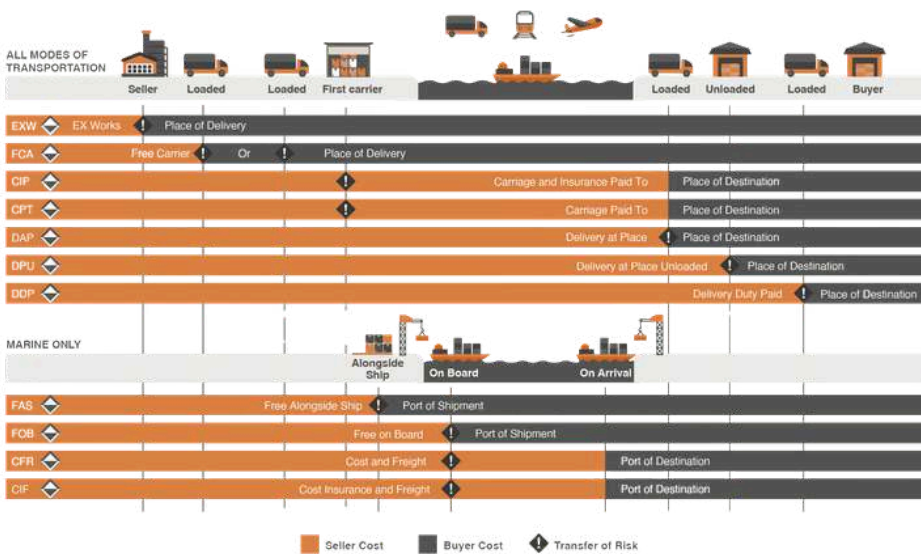 ALL MODES OF
TRANSPORTATION
Seller
Loaded
Loaded
First carrier
Loaded
Unloaded
Loaded
Buyer
EXW EX Works ! Place of Delivery
FCA Free Carrier ! Or ! Place of Delivery
CIP ! Carriage and Insurance Paid To Place of Destination
CPT ! Carriage Paid To Place of Destination
DAP Delivery at Place ! Place of Destination
DPU Delivery at Place Unloaded ! Place of Destination
DDP Delivery Duty Paid ! Place of Destination
MARINE ONLY
Alongside
Ship
On Board
On Arrival
FAS Free Alongside Ship ! Port of Shipment
FOB Free on Board ! Port of Shipment
CFR Cost and Freight ! Port of Destination
CIF Cost Insurance and Freight ! Port of Destination
Seller Cost
Buyer Cost
! Transfer of Risk